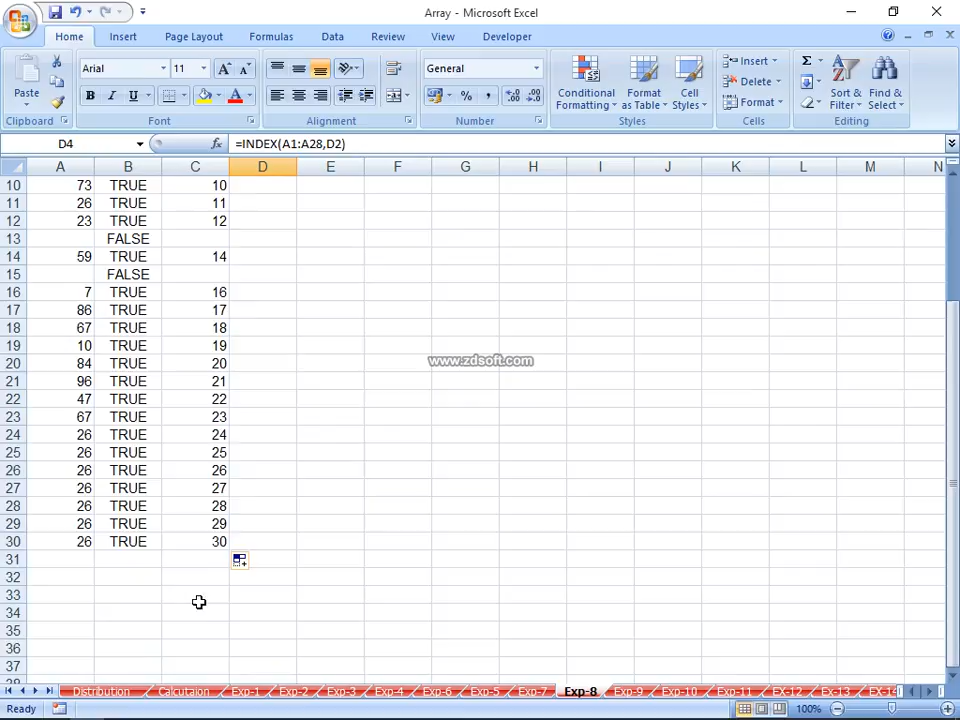 Array - Microsoft Excel
Home Insert Page Layout Formulas Data Review View Developer
Paste
Clipboard
Arial 11
B I U
Font
Alignment
General
% ,
Number
Conditional Formatting
Format as Table
Cell Styles
Styles
Insert
Delete
Format
Cells
Σ
Sort & Filter
Find & Select
Editing
D4 fx =INDEX(A1:A28,D2)
A B C D E F G H I J K L M N
10 73 TRUE 10
11 26 TRUE 11
12 23 TRUE 12
13 FALSE
14 59 TRUE 14
15 FALSE
16 7 TRUE 16
17 86 TRUE 17
18 67 TRUE 18
19 10 TRUE 19
20 84 TRUE 20
www.zdsoft.com
21 96 TRUE 21
22 47 TRUE 22
23 67 TRUE 23
24 26 TRUE 24
25 26 TRUE 25
26 26 TRUE 26
27 26 TRUE 27
28 26 TRUE 28
29 26 TRUE 29
30 26 TRUE 30
31
32
33
34
35
36
37
Distribution Calcutaion Exp-1 Exp-2 Exp-3 Exp-4 Exp-6 Exp-5 Exp-7 Exp-8 Exp-9 Exp-10 Exp-11 EX-12 Ex-13 EX-14
Ready 100%